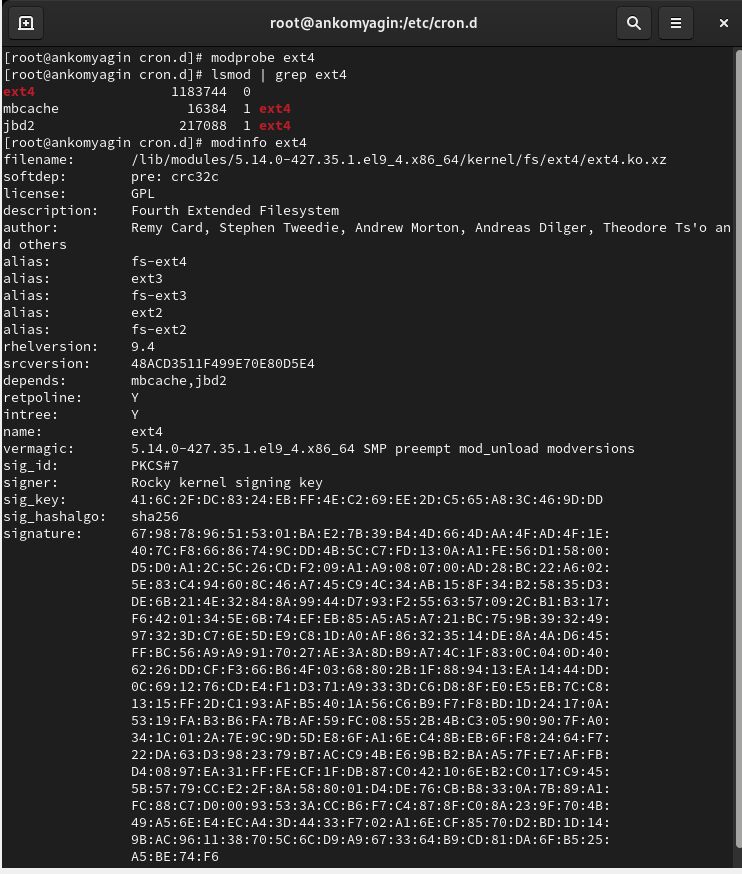 root@ankomyagin:/etc/cron.d
[root@ankomyagin cron.d]# modprobe ext4
[root@ankomyagin cron.d]# lsmod | grep ext4
ext4                 1183744  0
mbcache                16384  1 ext4
jbd2                  217088  1 ext4
[root@ankomyagin cron.d]# modinfo ext4
filename:       /lib/modules/5.14.0-427.35.1.el9_4.x86_64/kernel/fs/ext4/ext4.ko.xz
softdep:        pre: crc32c
license:        GPL
description:    Fourth Extended Filesystem
author:         Remy Card, Stephen Tweedie, Andrew Morton, Andreas Dilger, Theodore Ts'o an
d others
alias:          fs-ext4
alias:          ext3
alias:          fs-ext3
alias:          ext2
alias:          fs-ext2
rhelversion:    9.4
srcversion:     48ACD3511F499E70E80D5E4
depends:        mbcache,jbd2
retpoline:      Y
intree:         Y
name:           ext4
vermagic:       5.14.0-427.35.1.el9_4.x86_64 SMP preempt mod_unload modversions
sig_id:         PKCS#7
signer:         Rocky kernel signing key
sig_key:        41:6C:2F:DC:83:24:EB:FF:4E:C2:69:EE:2D:C5:65:A8:3C:46:9D:DD
sig_hashalgo:   sha256
signature:      67:98:78:96:51:53:01:BA:E2:7B:39:B4:4D:66:4D:AA:4F:AD:4F:1E:
                40:7C:F8:66:86:74:9C:DD:4B:5C:C7:FD:13:0A:A1:FE:56:D1:58:00:
                D5:D0:A1:2C:5C:26:CD:F2:09:A1:A9:08:07:00:AD:28:BC:22:A6:02:
                5E:83:C4:94:60:8C:46:A7:45:C9:4C:34:AB:15:8F:34:B2:58:35:D3:
                DE:6B:21:4E:32:84:8A:99:44:D7:93:F2:55:63:57:09:2C:B1:B3:17:
                F6:42:01:34:5E:6B:74:EF:EB:85:A5:A5:A7:21:BC:75:9B:39:32:49:
                97:32:3D:C7:6E:5D:E9:C8:1D:A0:AF:86:32:35:14:DE:8A:4A:D6:45:
                FF:BC:56:A9:A9:91:70:27:AE:3A:8D:B9:A7:4C:1F:83:0C:04:0D:40:
                62:26:DD:CF:F3:66:B6:4F:03:68:80:2B:1F:88:94:13:EA:14:44:DD:
                0C:69:12:76:CD:E4:F1:D3:71:A9:33:3D:C6:D8:8F:E0:E5:EB:7C:C8:
                13:15:FF:2D:C1:93:AF:B5:40:1A:56:C6:B9:F7:F8:BD:1D:24:17:0A:
                53:19:FA:B3:B6:FA:7B:AF:59:FC:08:55:2B:4B:C3:05:90:90:7F:A0:
                34:1C:01:2A:7E:9C:9D:5D:E8:6F:A1:6E:C4:8B:EB:6F:F8:24:64:F7:
                22:DA:63:D3:98:23:79:B7:AC:C9:4B:E6:9B:B2:BA:A5:7F:E7:AF:FB:
                D4:08:97:EA:31:FF:FE:CF:1F:DB:87:C0:42:10:6E:B2:C0:17:C9:45:
                5B:57:79:CC:E2:2F:8A:58:80:01:D4:DE:76:CB:B8:33:0A:7B:89:A1:
                FC:88:C7:D0:00:93:53:3A:CC:B6:F7:C4:87:8F:C0:8A:23:9F:70:4B:
                49:A5:6E:E4:EC:A4:3D:44:33:F7:02:A1:6E:CF:85:70:D2:BD:1D:14:
                9B:AC:96:11:38:70:5C:6C:D9:A9:67:33:64:B9:CD:81:DA:6F:B5:25:
                A5:BE:74:F6